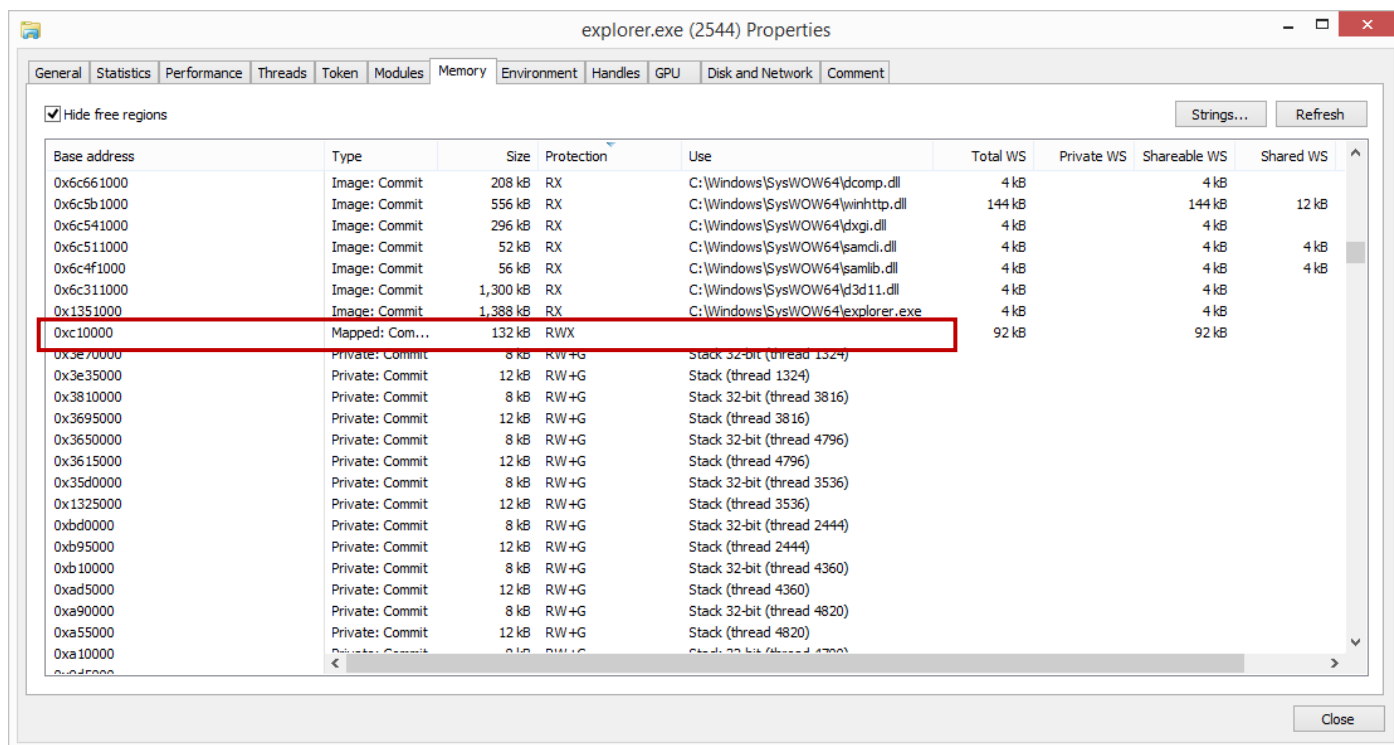 explorer.exe (2544) Properties
General Statistics Performance Threads Token Modules Memory Environment Handles GPU Disk and Network Comment
Hide free regions Strings... Refresh
Base address Type Size Protection Use Total WS Private WS Shareable WS Shared WS
0x6c661000 Image: Commit 208 kB RX C:\Windows\SysWOW64\dcomp.dll 4 kB 4 kB
0x6c5b1000 Image: Commit 556 kB RX C:\Windows\SysWOW64\winhttp.dll 144 kB 144 kB 12 kB
0x6c541000 Image: Commit 296 kB RX C:\Windows\SysWOW64\dxgi.dll 4 kB 4 kB
0x6c511000 Image: Commit 52 kB RX C:\Windows\SysWOW64\samcli.dll 4 kB 4 kB 4 kB
0x6c4f1000 Image: Commit 56 kB RX C:\Windows\SysWOW64\samlib.dll 4 kB 4 kB 4 kB
0x6c311000 Image: Commit 1,300 kB RX C:\Windows\SysWOW64\d3d11.dll 4 kB 4 kB
0x1351000 Image: Commit 1,388 kB RX C:\Windows\SysWOW64\explorer.exe 4 kB 4 kB
0xc10000 Mapped: Com... 132 kB RWX 92 kB 92 kB
0x3e70000 Private: Commit 8 kB RW+G Stack 32-bit (thread 1324)
0x3e35000 Private: Commit 12 kB RW+G Stack (thread 1324)
0x3810000 Private: Commit 8 kB RW+G Stack 32-bit (thread 3816)
0x3695000 Private: Commit 12 kB RW+G Stack (thread 3816)
0x3650000 Private: Commit 8 kB RW+G Stack 32-bit (thread 4796)
0x3615000 Private: Commit 12 kB RW+G Stack (thread 4796)
0x35d0000 Private: Commit 8 kB RW+G Stack 32-bit (thread 3536)
0x1325000 Private: Commit 12 kB RW+G Stack (thread 3536)
0xbd0000 Private: Commit 8 kB RW+G Stack 32-bit (thread 2444)
0xb95000 Private: Commit 12 kB RW+G Stack (thread 2444)
0xb10000 Private: Commit 8 kB RW+G Stack 32-bit (thread 4360)
0xad5000 Private: Commit 12 kB RW+G Stack (thread 4360)
0xa90000 Private: Commit 8 kB RW+G Stack 32-bit (thread 4820)
0xa55000 Private: Commit 12 kB RW+G Stack (thread 4820)
0xa10000 Private: Commit 8 kB RW+G Stack 32-bit (thread
Close